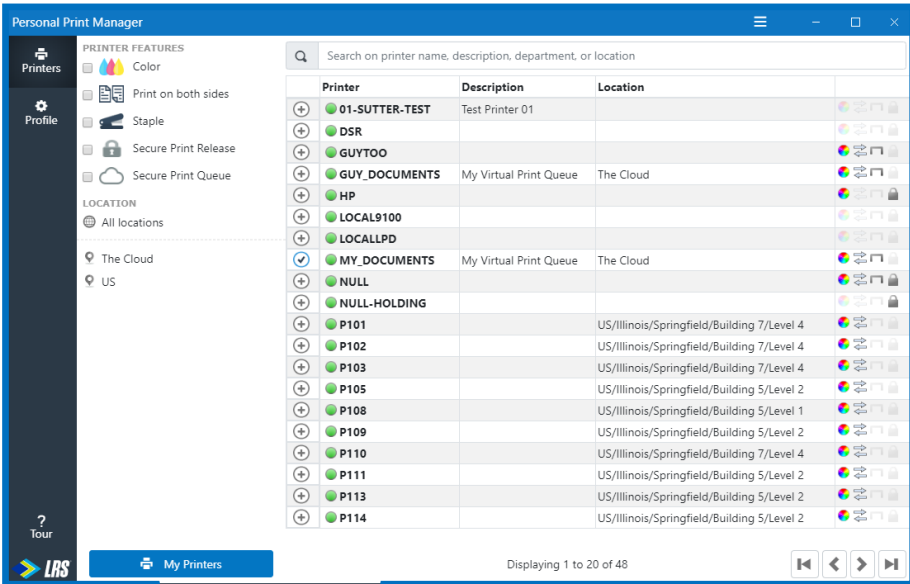 Personal Print Manager
Printers
Profile
? Tour
LRS
PRINTER FEATURES
Color
Print on both sides
Staple
Secure Print Release
Secure Print Queue
LOCATION
All locations
The Cloud
US
My Printers
Search on printer name, description, department, or location
Printer Description Location
01-SUTTER-TEST Test Printer 01
DSR
GUYTOO
GUY_DOCUMENTS My Virtual Print Queue The Cloud
HP
LOCAL9100
LOCALLPD
MY_DOCUMENTS My Virtual Print Queue The Cloud
NULL
NULL-HOLDING
P101 US/Illinois/Springfield/Building 7/Level 4
P102 US/Illinois/Springfield/Building 7/Level 4
P103 US/Illinois/Springfield/Building 7/Level 4
P105 US/Illinois/Springfield/Building 5/Level 2
P108 US/Illinois/Springfield/Building 5/Level 1
P109 US/Illinois/Springfield/Building 5/Level 2
P110 US/Illinois/Springfield/Building 7/Level 4
P111 US/Illinois/Springfield/Building 5/Level 2
P113 US/Illinois/Springfield/Building 5/Level 2
P114 US/Illinois/Springfield/Building 5/Level 2
Displaying 1 to 20 of 48